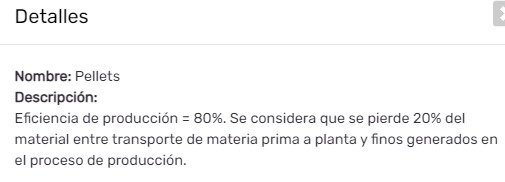 Detalles
Nombre: Pellets
Descripción:
Eficiencia de producción = 80%. Se considera que se pierde 20% del
material entre transporte de materia prima a planta y finos generados en
el proceso de producción.